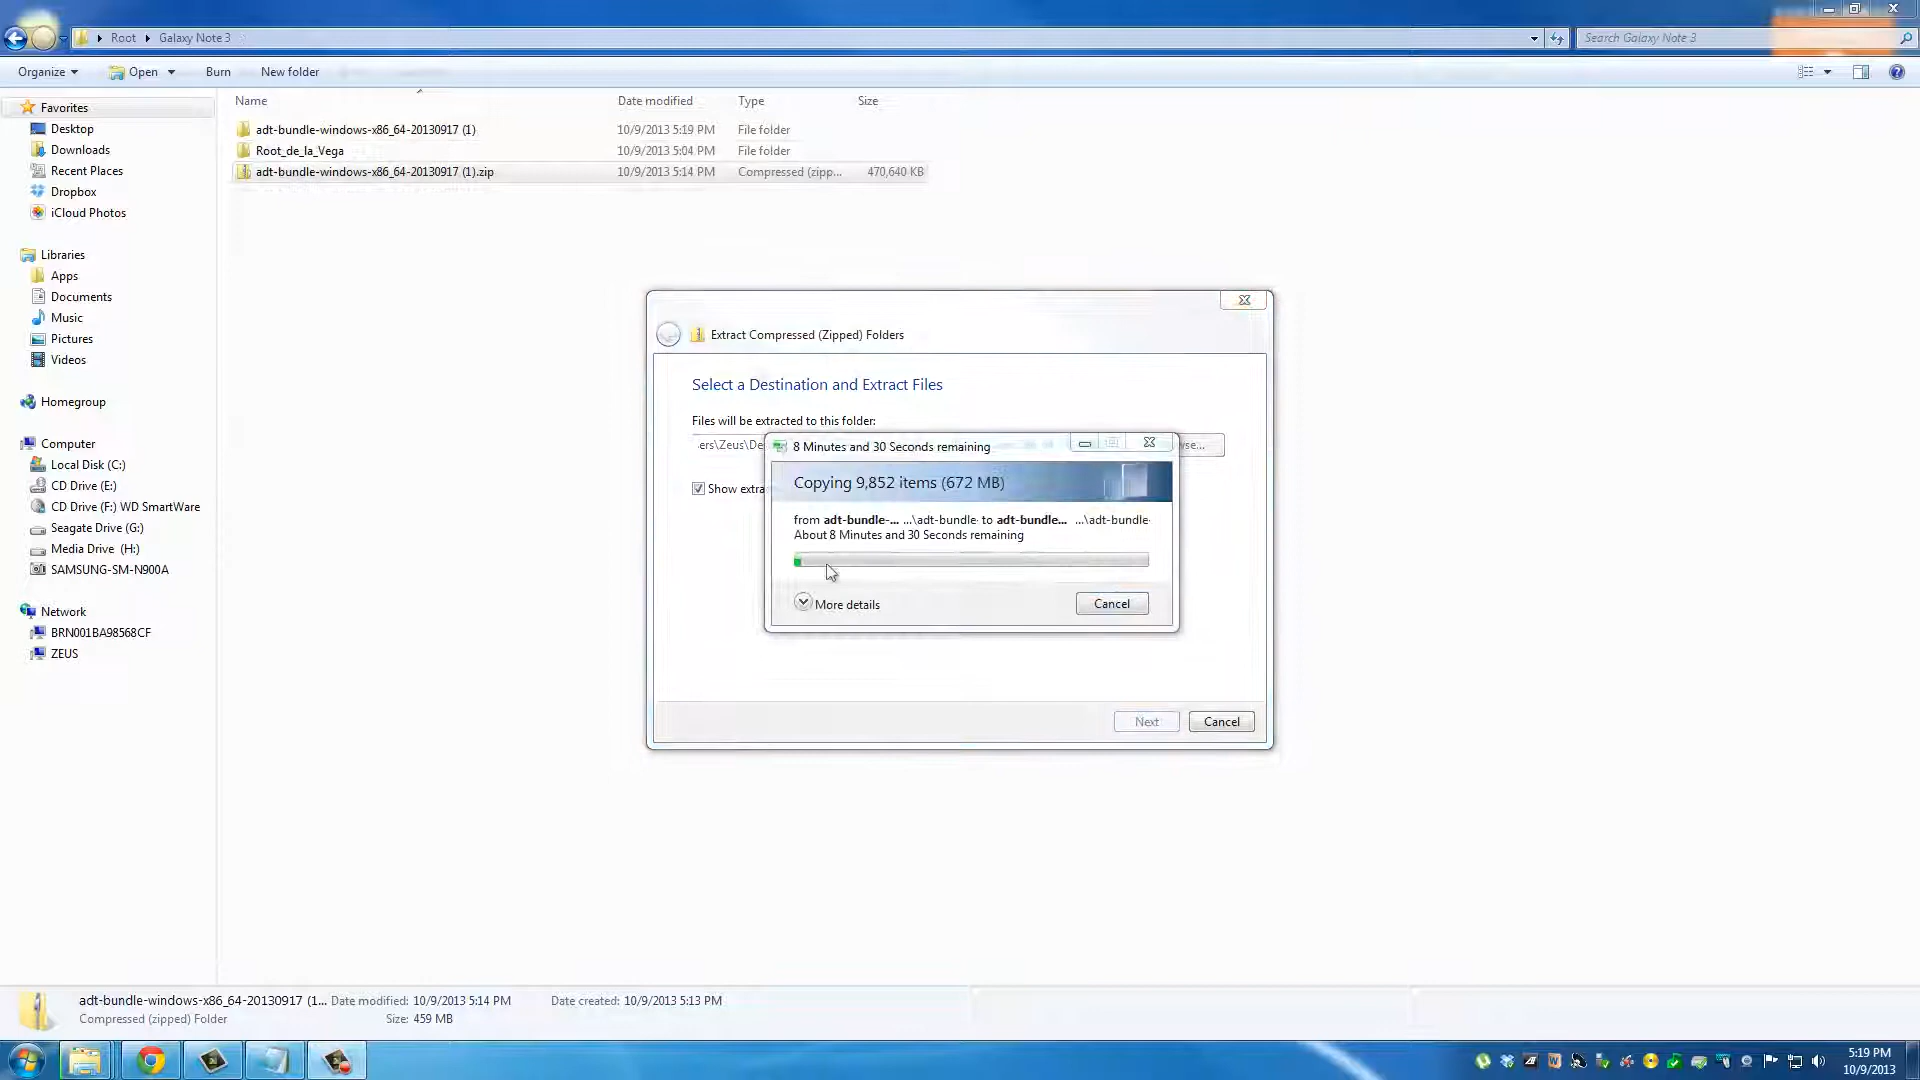 Root Galaxy Note 3
Search Galaxy Note 3
Organize Open Burn New folder
Name Date modified Type Size
Favorites
Desktop
Downloads
Recent Places
Dropbox
iCloud Photos
Libraries
Apps
Documents
Music
Pictures
Videos
Homegroup
Computer
Local Disk (C:)
CD Drive (E:)
CD Drive (F:) WD SmartWare
Seagate Drive (G:)
Media Drive (H:)
SAMSUNG-SM-N900A
Network
BRN001BA98568CF
ZEUS
adt-bundle-windows-x86_64-20130917 (1) 10/9/2013 5:19 PM File folder
Root_de_la_Vega 10/9/2013 5:04 PM File folder
adt-bundle-windows-x86_64-20130917 (1).zip 10/9/2013 5:14 PM Compressed (zipp... 470,640 KB
Extract Compressed (Zipped) Folders
Select a Destination and Extract Files
Files will be extracted to this folder:
ers\Zeus\De
wse...
Show extra
8 Minutes and 30 Seconds remaining
Copying 9,852 items (672 MB)
from adt-bundle-... ...\adt-bundle- to adt-bundle... ...\adt-bundle-
About 8 Minutes and 30 Seconds remaining
More details
Cancel
Next
Cancel
adt-bundle-windows-x86_64-20130917 (1... Date modified: 10/9/2013 5:14 PM Date created: 10/9/2013 5:13 PM
Compressed (zipped) Folder Size: 459 MB
5:19 PM
10/9/2013